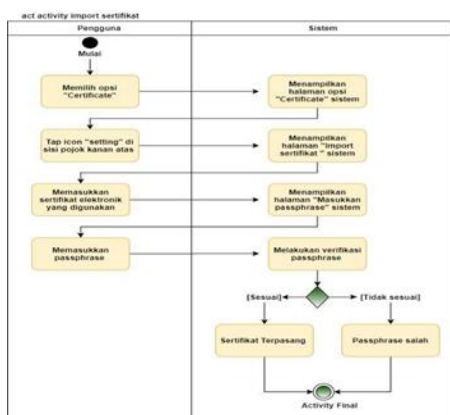 act activity import sertifikat
Pengguna
Sistem
Mulai
Memilih opsi
"Certificate"
Menampilkan
halaman opsi
"Certificate" sistem
Tap icon "setting" di
sisi pojok kanan atas
Menampilkan
halaman "Import
sertifikat " sistem
Memasukkan
sertifikat elektronik
yang digunakan
Menampilkan
halaman "Masukkan
passphrase" sistem
Memasukkan
passphrase
Melakukan verifikasi
passphrase
[Sesuai]
[Tidak sesuai]
Sertifikat Terpasang
Passphrase salah
Activity Final